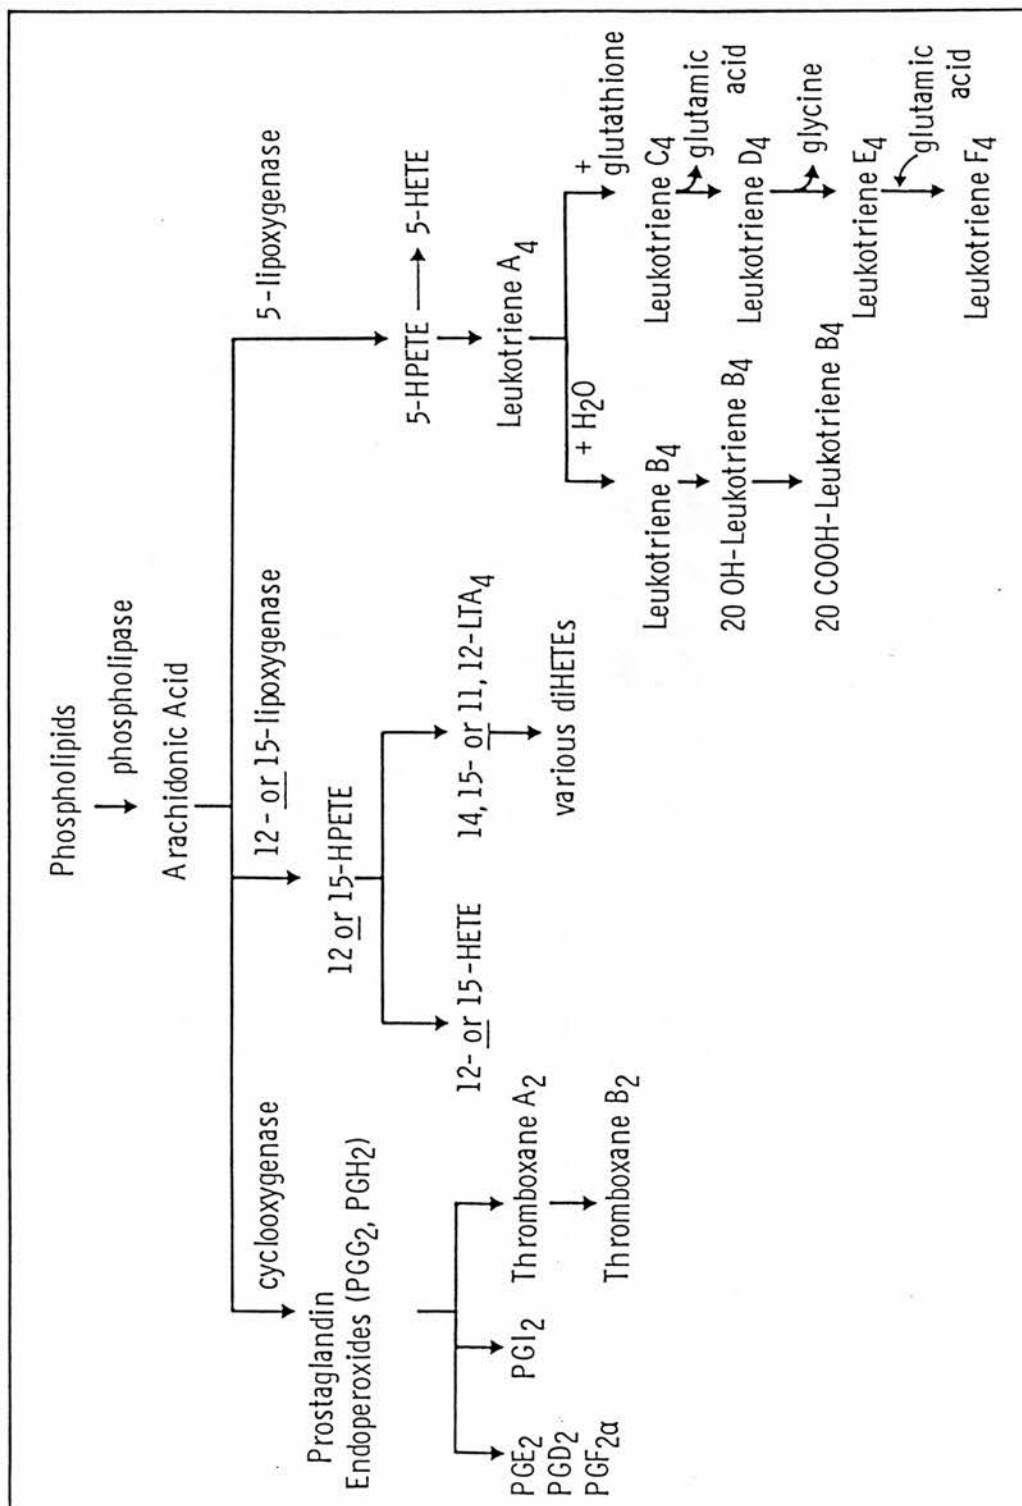 Phospholipids
phospholipase
Arachidonic Acid
cyclooxygenase
12- or 15-lipoxygenase
5-lipoxygenase
Prostaglandin
Endoperoxides (PGG2, PGH2)
12 or 15-HPETE
5-HPETE
5-HETE
PGE2
PGD2
PGF2α
PGI2
Thromboxane A2
Thromboxane B2
12- or 15-HETE
14,15- or 11,12-LTA4
various diHETEs
Leukotriene A4
+ H2O
+
glutathione
Leukotriene B4
20 OH-Leukotriene B4
20 COOH-Leukotriene B4
Leukotriene C4
glutamic
acid
Leukotriene D4
glycine
Leukotriene E4
glutamic
acid
Leukotriene F4